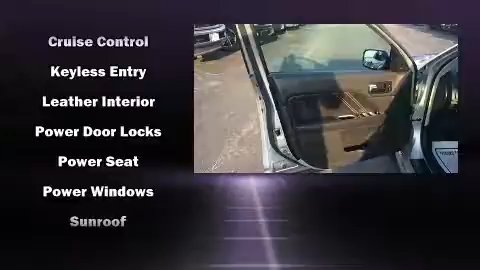 Cruise Control
Keyless Entry
Leather Interior
Power Door Locks
Power Seat
Power Windows
Sunroof